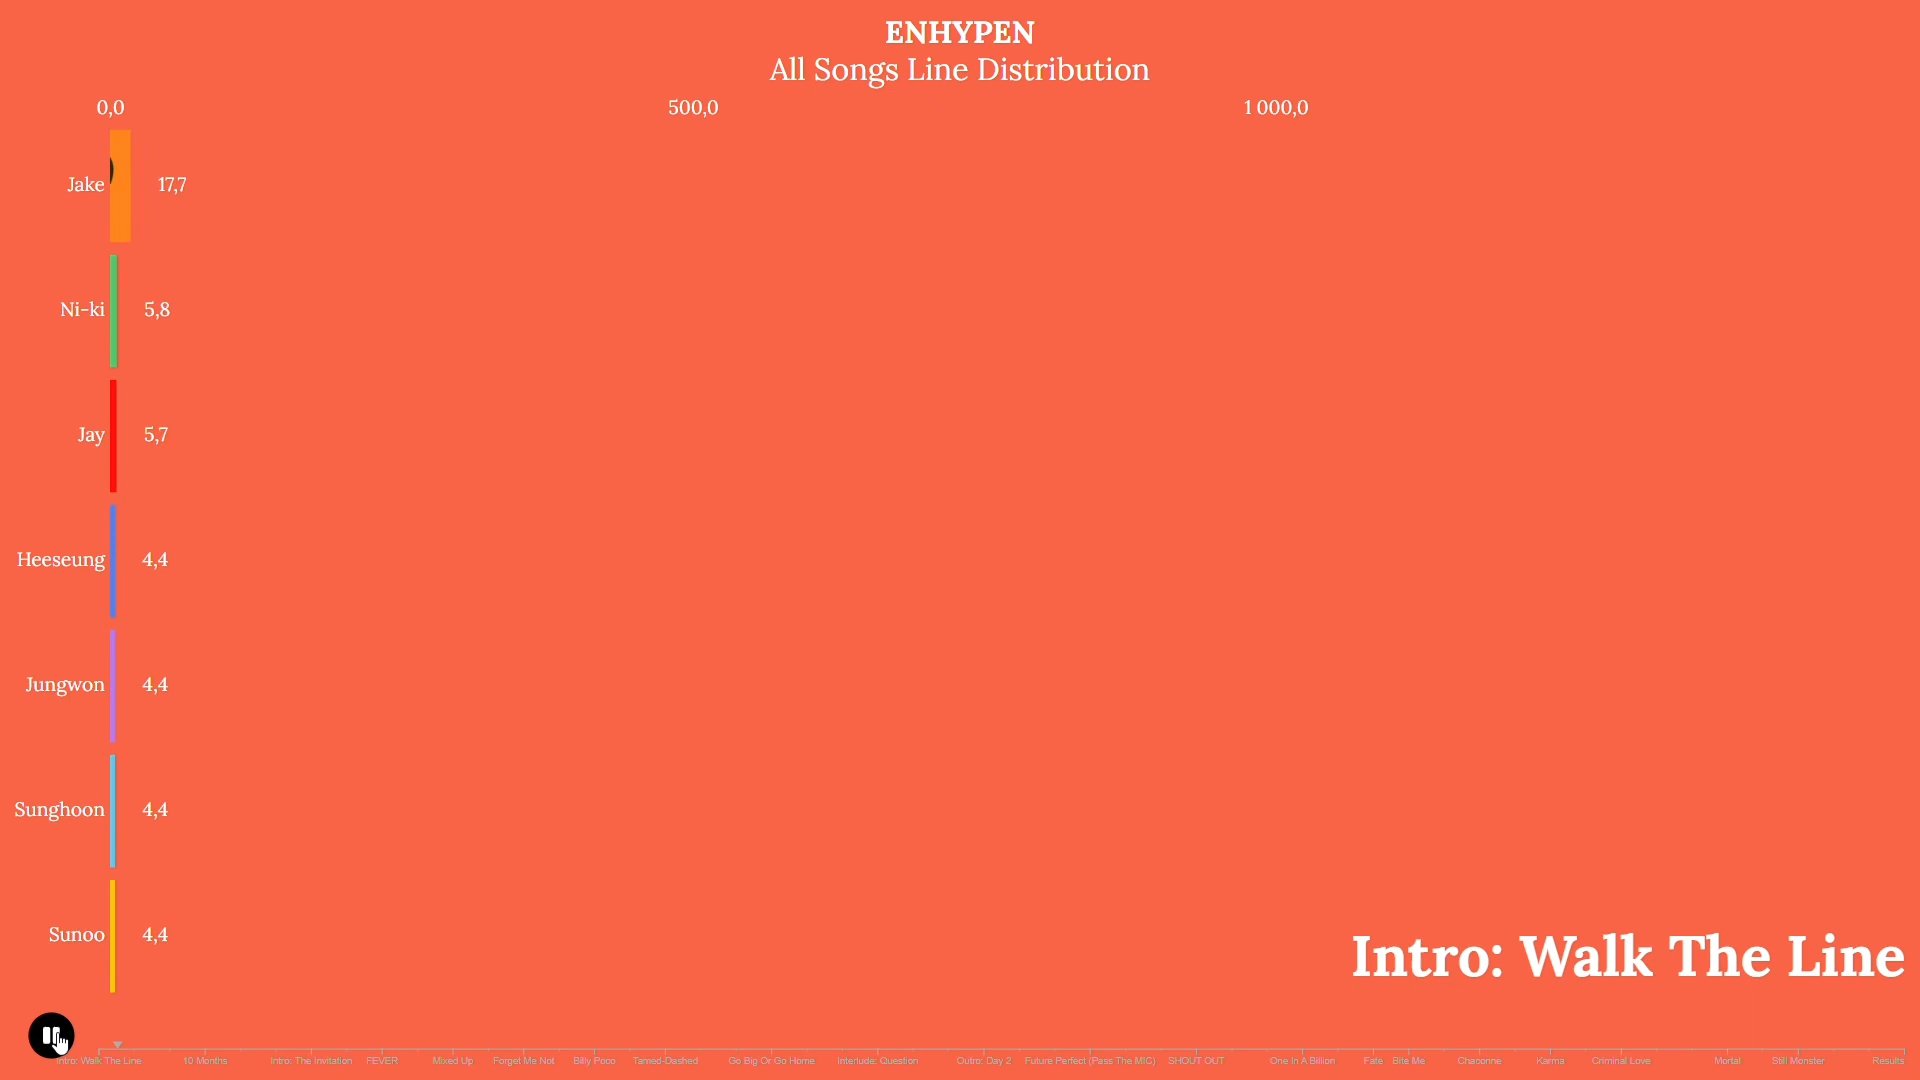 ENHYPEN
All Songs Line Distribution
0,0 500,0 1 000,0
Jake 17,7
Ni-ki 5,8
Jay 5,7
Heeseung 4,4
Jungwon 4,4
Sunghoon 4,4
Sunoo 4,4
Intro: Walk The Line
Intro: Walk The Line 10 Months Intro: The Invitation FEVER Mixed Up Forget Me Not Billy Poco Tamed-Dashed Go Big Or Go Home Interlude: Question Outro: Day 2 Future Perfect (Pass The MIC) SHOUT OUT One In A Billion Fate Bite Me Chaconne Karma Criminal Love Mortal Still Monster Results